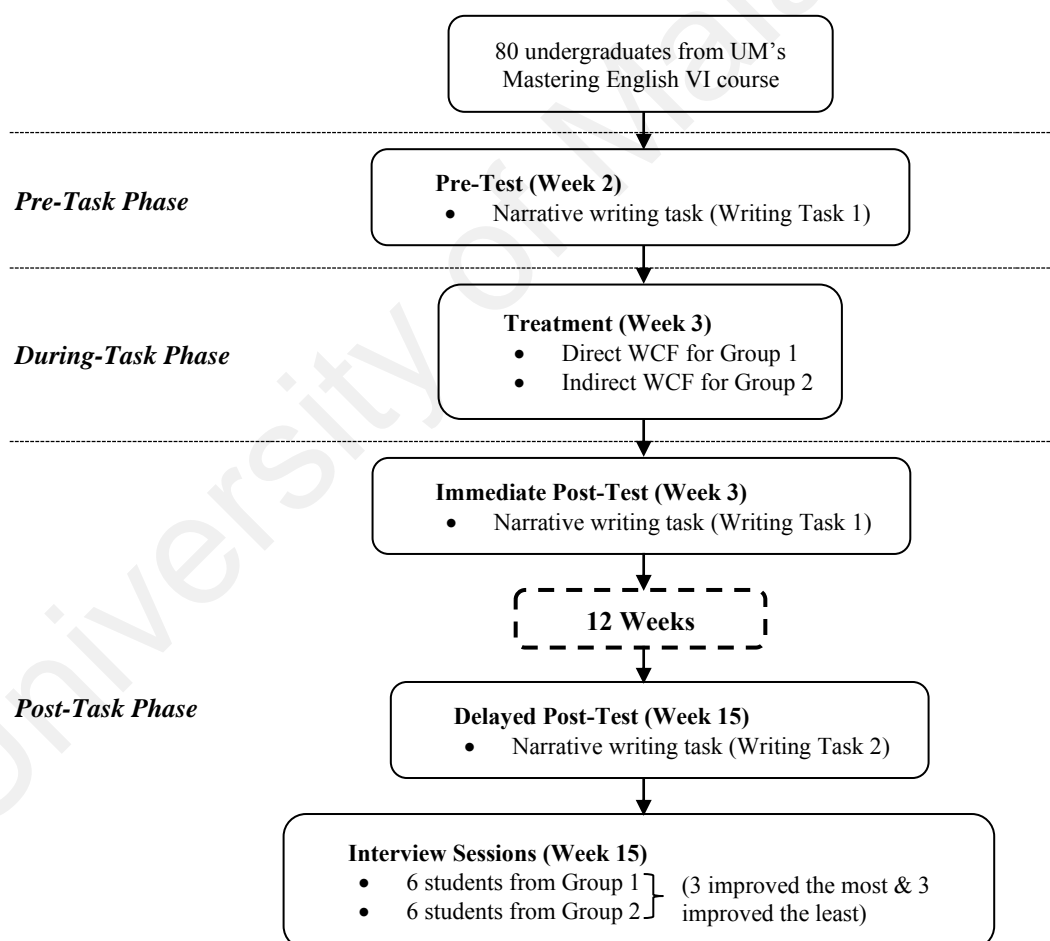 80 undergraduates from UM's
Mastering English VI course
Pre-Task Phase
Pre-Test (Week 2)
• Narrative writing task (Writing Task 1)
During-Task Phase
Treatment (Week 3)
• Direct WCF for Group 1
• Indirect WCF for Group 2
Immediate Post-Test (Week 3)
• Narrative writing task (Writing Task 1)
12 Weeks
Post-Task Phase
Delayed Post-Test (Week 15)
• Narrative writing task (Writing Task 2)
Interview Sessions (Week 15)
• 6 students from Group 1
• 6 students from Group 2
(3 improved the most & 3
improved the least)
University of Mala